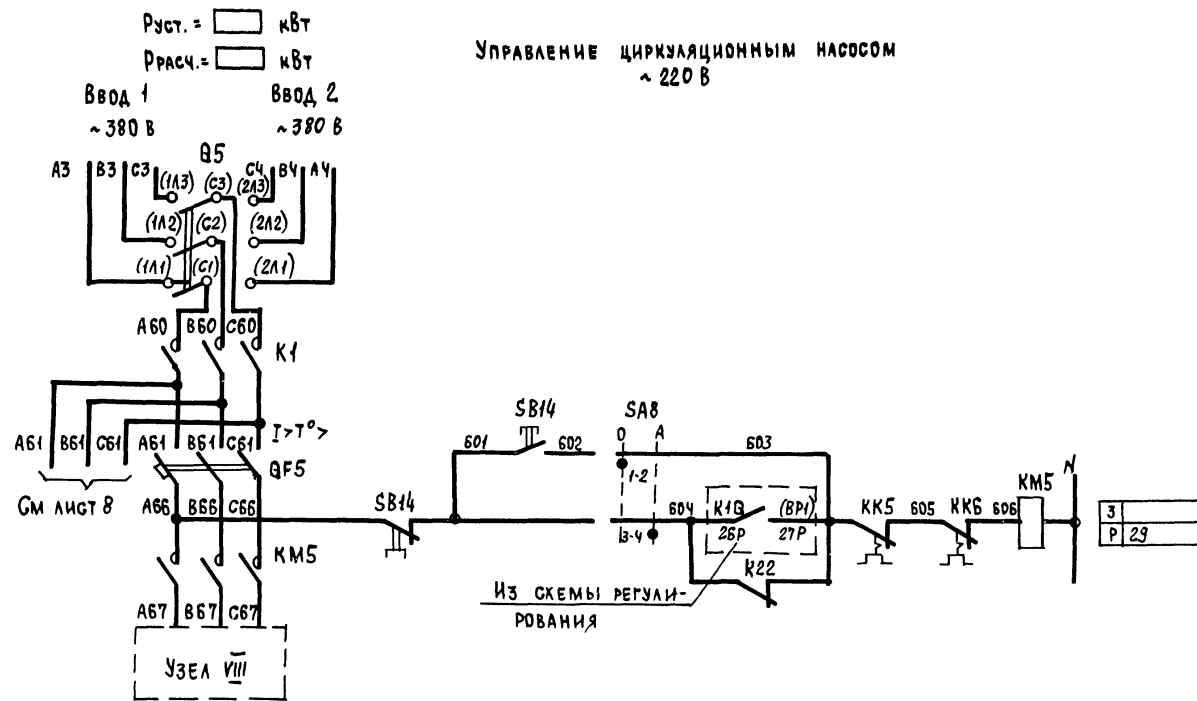 Руст. = кВт
Ррасч. = кВт
Управление циркуляционным насосом
~ 220 В
Ввод 1 Ввод 2
~ 380 В ~ 380 В
Q5
А3 В3 С3 С4 В4 А4
(1Л3) (С3) (2Л3)
(1Л2) (С2) (2Л2)
(1Л1) (С1) (2Л1)
А60 В60 С60
К1
I>T°>
А61 В61 С61 А61 В61 С61
QF5
См лист 8
SB14 SA8
601 602 0 А 603
1-2
N
КМ5
А66 В66 С66
SB14
3-4 604 К1Q (ВР1)
26Р 27Р
КК5 605 КК6 606
КМ5
К22
3
Р 29
Из схемы регули-
рования
А67 В67 С67
Узел VIII